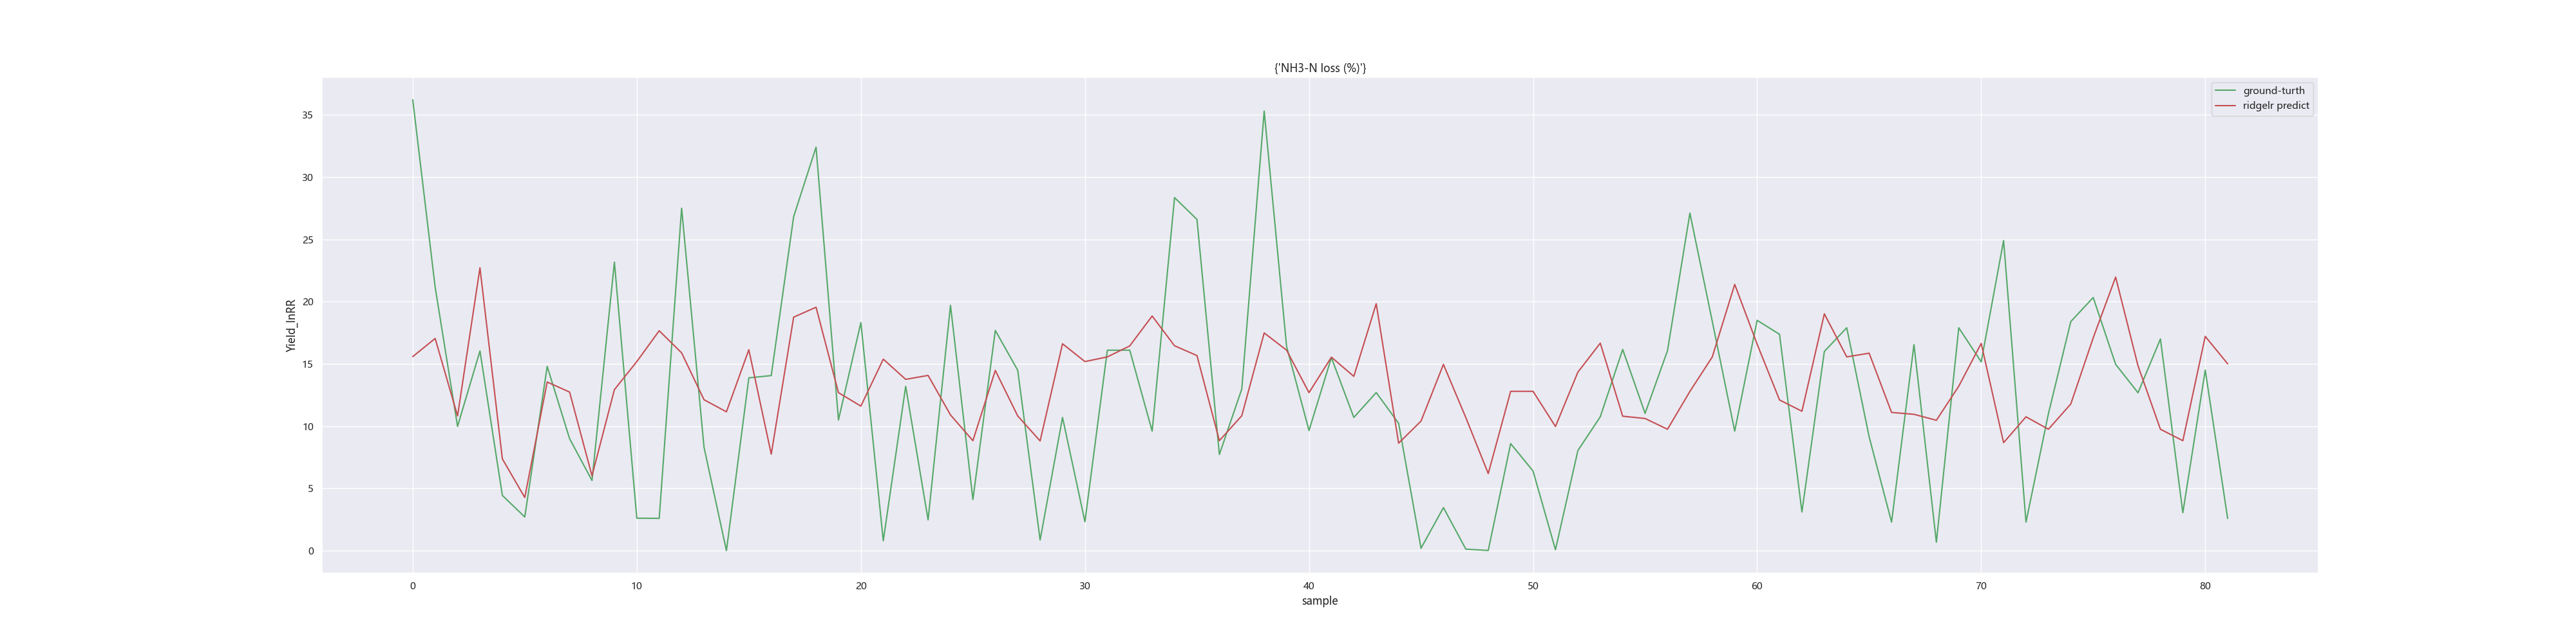 {'NH3-N loss (%)'}
ground-turth
ridgelr predict
35
30
25
20
15
10
5
0
Yield_lnRR
0 10 20 30 40 50 60 70 80
sample